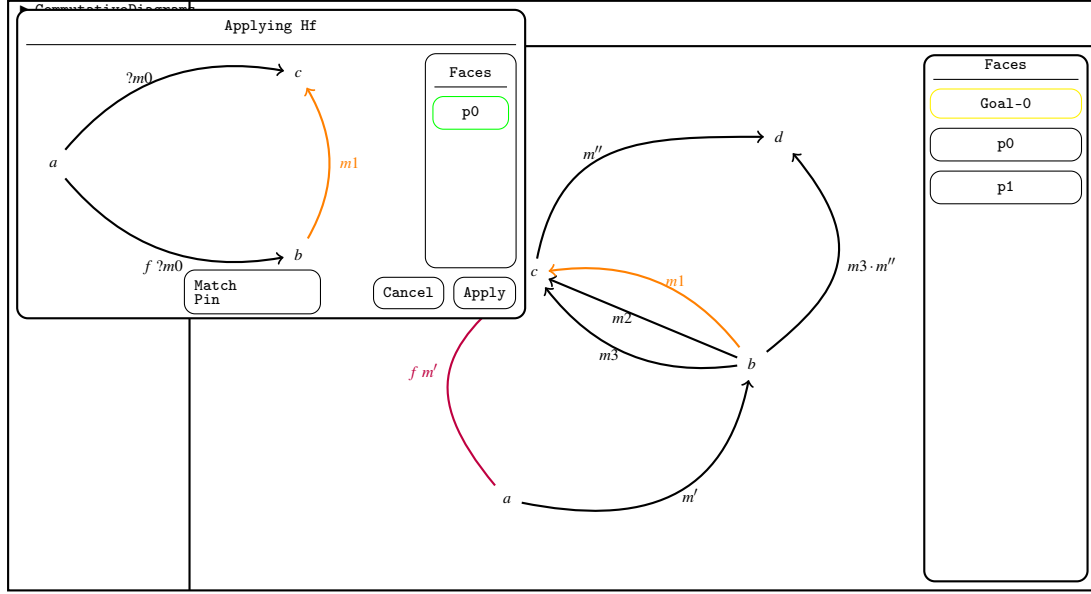 ▶ CommutativeDiagrams
Applying Hf
?m0
c
a
m1
f ?m0
b
Faces
p0
Match
Pin
Cancel
Apply
m″
d
c
m1
m2
m3
m3 · m″
b
f m′
a
m′
Faces
Goal-0
p0
p1